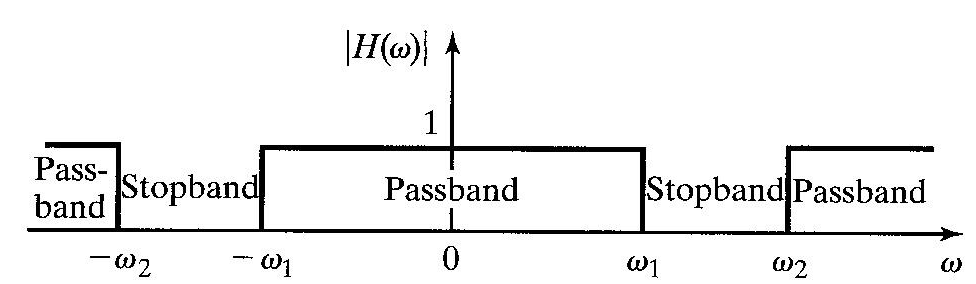 |H(ω)|
1
Pass-
band
Stopband
Passband
Stopband
Passband
−ω₂
−ω₁
0
ω₁
ω₂
ω